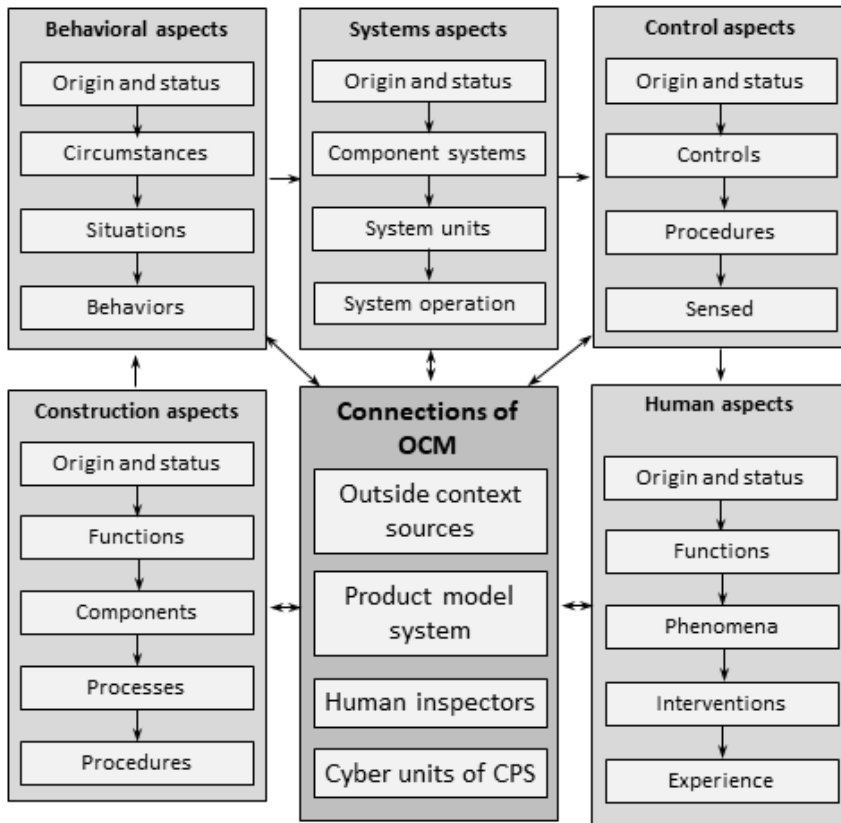 Behavioral aspects
Origin and status
Circumstances
Situations
Behaviors
Systems aspects
Origin and status
Component systems
System units
System operation
Control aspects
Origin and status
Controls
Procedures
Sensed
Construction aspects
Origin and status
Functions
Components
Processes
Procedures
Connections of
OCM
Outside context
sources
Product model
system
Human inspectors
Cyber units of CPS
Human aspects
Origin and status
Functions
Phenomena
Interventions
Experience